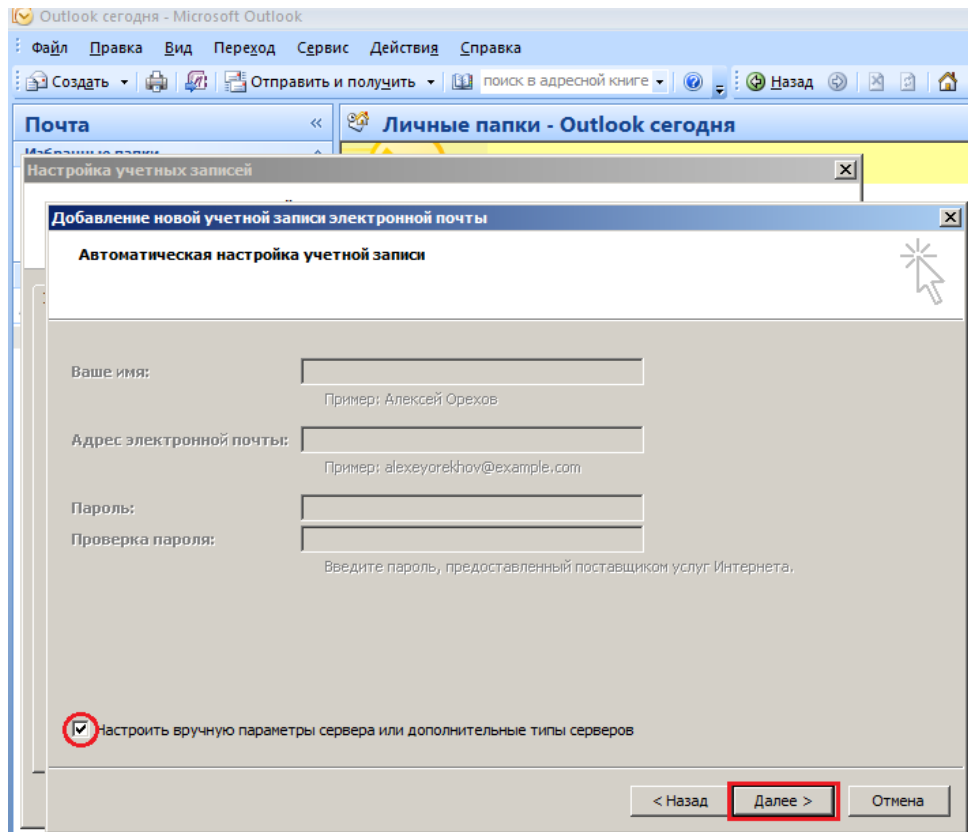 Outlook сегодня - Microsoft Outlook
Файл Правка Вид Переход Сервис Действия Справка
Создать Отправить и получить поиск в адресной книге Назад
Почта « Личные папки - Outlook сегодня
Избранные папки
Настройка учетных записей
Добавление новой учетной записи электронной почты
Автоматическая настройка учетной записи
Ваше имя:
Пример: Алексей Орехов
Адрес электронной почты:
Пример: alexeyorekhov@example.com
Пароль:
Проверка пароля:
Введите пароль, предоставленный поставщиком услуг Интернета.
Настроить вручную параметры сервера или дополнительные типы серверов
< Назад Далее > Отмена